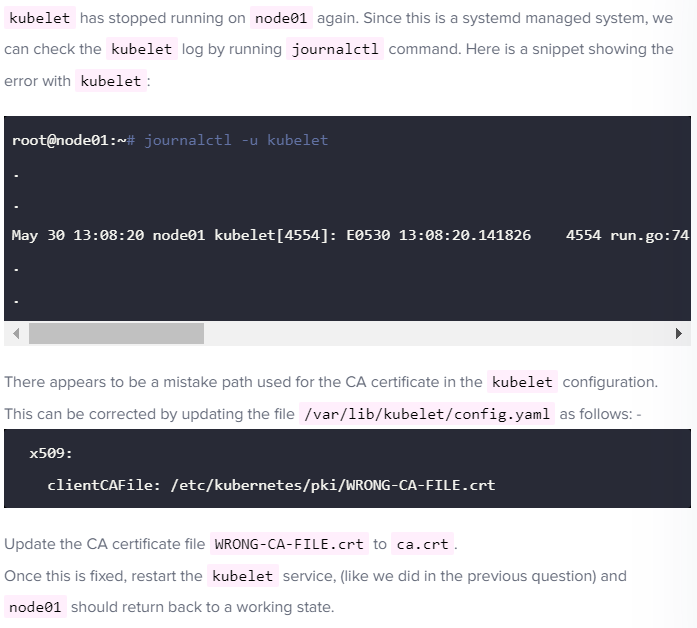 kubelet has stopped running on node01 again. Since this is a systemd managed system, we
can check the kubelet log by running journalctl command. Here is a snippet showing the
error with kubelet :
root@node01:~# journalctl -u kubelet
.
.
May 30 13:08:20 node01 kubelet[4554]: E0530 13:08:20.141826    4554 run.go:74
.
.
There appears to be a mistake path used for the CA certificate in the kubelet configuration.
This can be corrected by updating the file /var/lib/kubelet/config.yaml as follows: -
x509:
clientCAFile: /etc/kubernetes/pki/WRONG-CA-FILE.crt
Update the CA certificate file WRONG-CA-FILE.crt to ca.crt .
Once this is fixed, restart the kubelet service, (like we did in the previous question) and
node01 should return back to a working state.